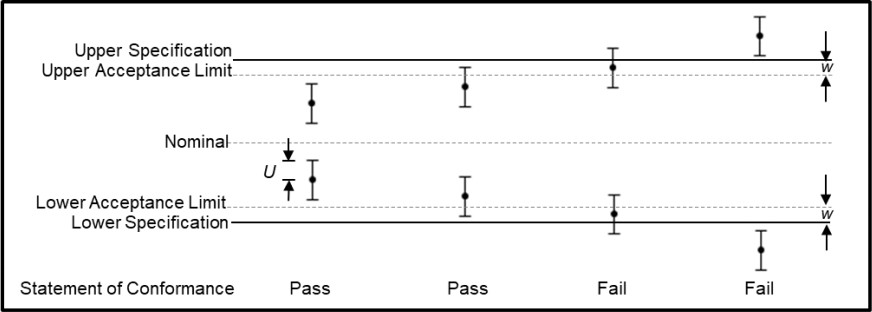 Upper Specification
Upper Acceptance Limit
w
Nominal
U
Lower Acceptance Limit
Lower Specification
w
Statement of Conformance Pass Pass Fail Fail